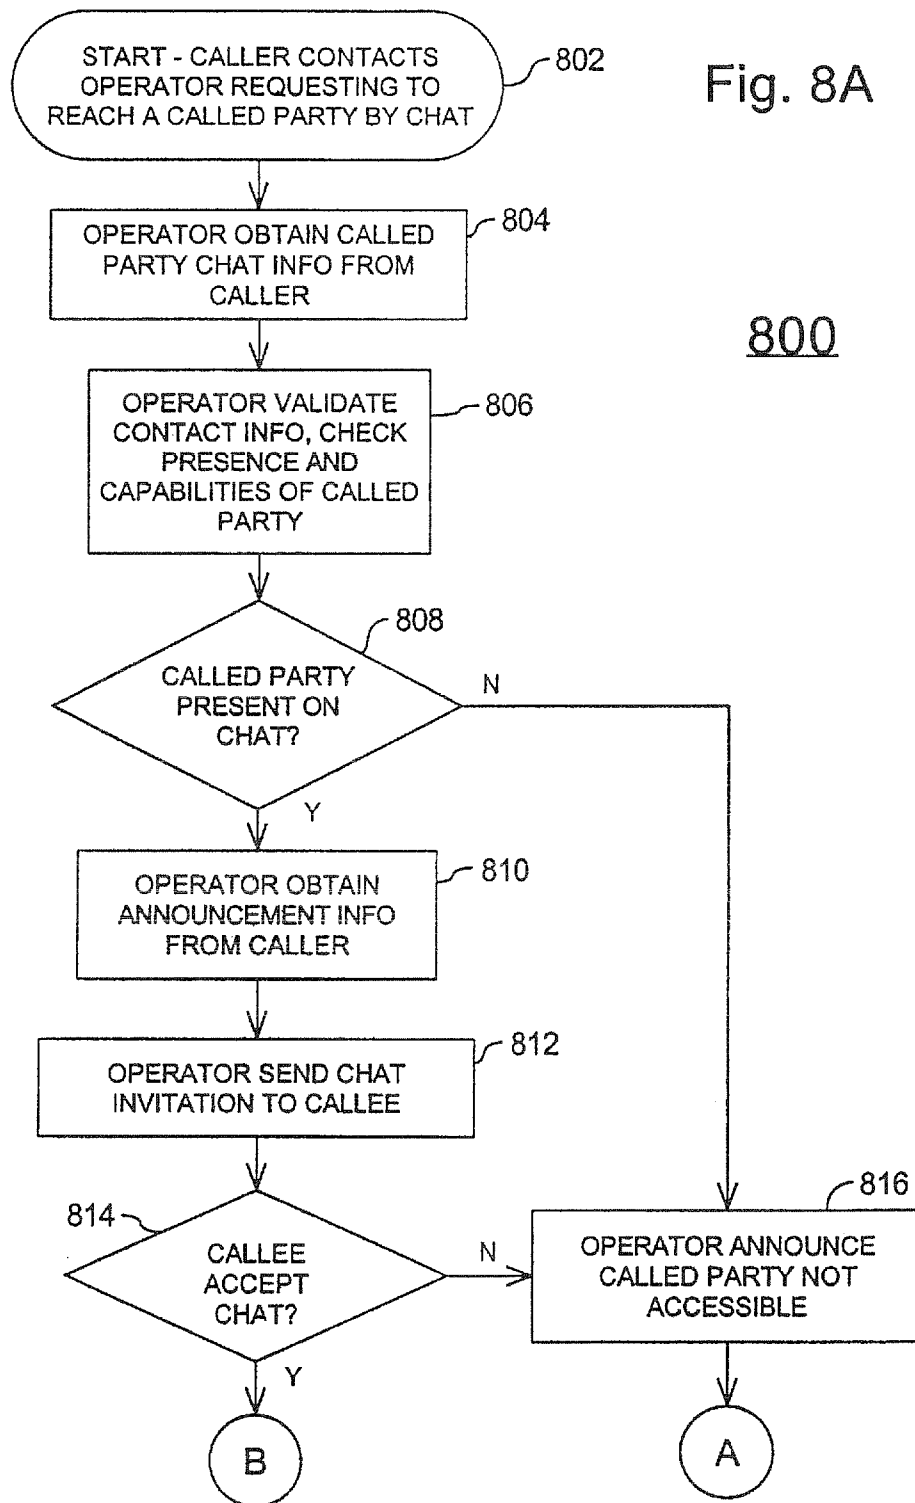 START - CALLER CONTACTS
OPERATOR REQUESTING TO
REACH A CALLED PARTY BY CHAT
802
Fig. 8A
OPERATOR OBTAIN CALLED
PARTY CHAT INFO FROM
CALLER
804
800
OPERATOR VALIDATE
CONTACT INFO, CHECK
PRESENCE AND
CAPABILITIES OF CALLED
PARTY
806
808
CALLED PARTY
PRESENT ON
CHAT?
N
Y
OPERATOR OBTAIN
ANNOUNCEMENT INFO
FROM CALLER
810
OPERATOR SEND CHAT
INVITATION TO CALLEE
812
814
CALLEE
ACCEPT
CHAT?
N
Y
816
OPERATOR ANNOUNCE
CALLED PARTY NOT
ACCESSIBLE
B
A